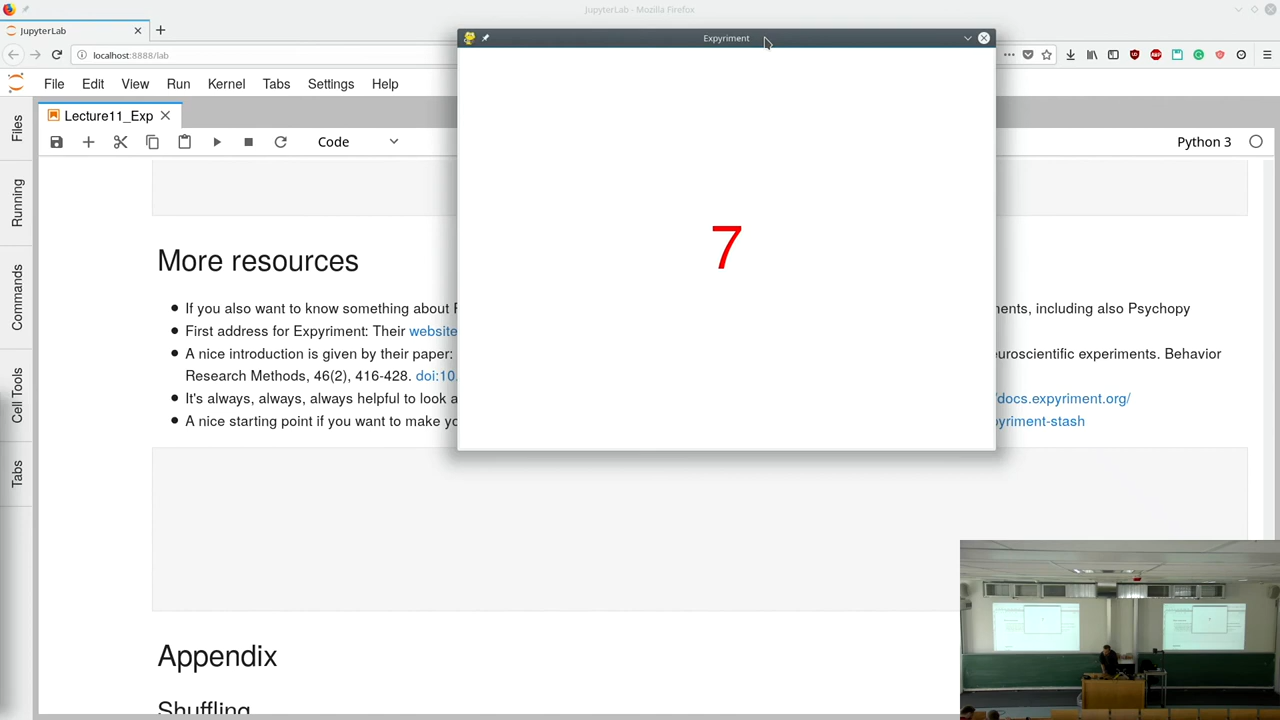 JupyterLab - Mozilla Firefox
JupyterLab
localhost:8888/lab
Expyriment
File Edit View Run Kernel Tabs Settings Help
Lecture11_Exp
Code
Python 3
Files
Running
Commands
Cell Tools
Tabs
7
More resources
If you also want to know something about ents, including also Psychopy
First address for Expyriment: Their website
A nice introduction is given by their paper: euroscientific experiments. Behavior
Research Methods, 46(2), 416-428. doi:10.
It's always, always, always helpful to look a /docs.expyriment.org/
A nice starting point if you want to make yo pyriment-stash
Appendix
Shuffling